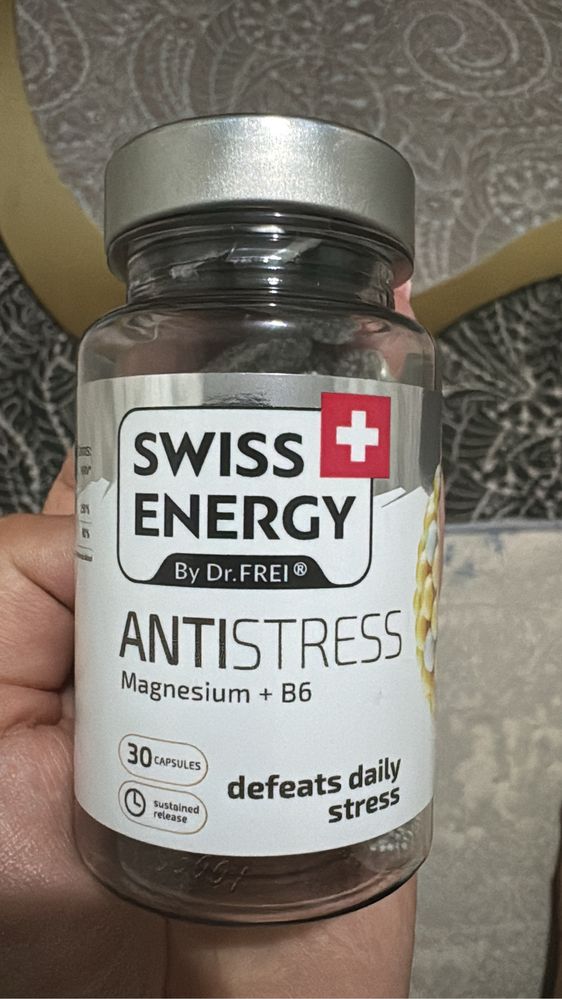 SWISS
ENERGY
By Dr.FREI®
ANTISTRESS
Magnesium + B6
30 CAPSULES
sustained
release
defeats daily
stress